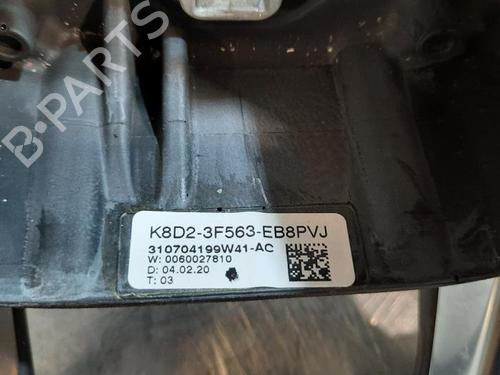 B-PARTS
K8D2-3F563-EB8PVJ
310704199W41-AC
W: 0060027810
D: 04.02.20
T: 03